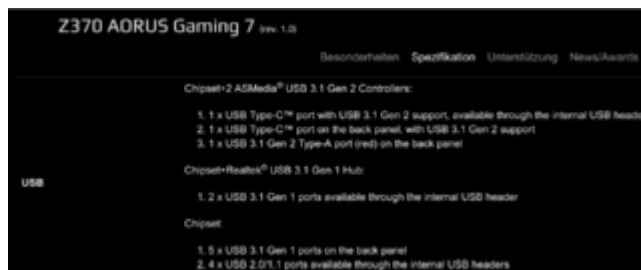 Z370 AORUS Gaming 7 (rev. 1.0)
Besonderheiten Spezifikation Unterstützung News/Awards
Chipset+2 ASMedia® USB 3.1 Gen 2 Controllers:
1. 1 x USB Type-C™ port with USB 3.1 Gen 2 support, available through the internal USB heade
2. 1 x USB Type-C™ port on the back panel, with USB 3.1 Gen 2 support
3. 1 x USB 3.1 Gen 2 Type-A port (red) on the back panel
Chipset+Realtek® USB 3.1 Gen 1 Hub:
USB
1. 2 x USB 3.1 Gen 1 ports available through the internal USB header
Chipset:
1. 5 x USB 3.1 Gen 1 ports on the back panel
2. 4 x USB 2.0/1.1 ports available through the internal USB headers